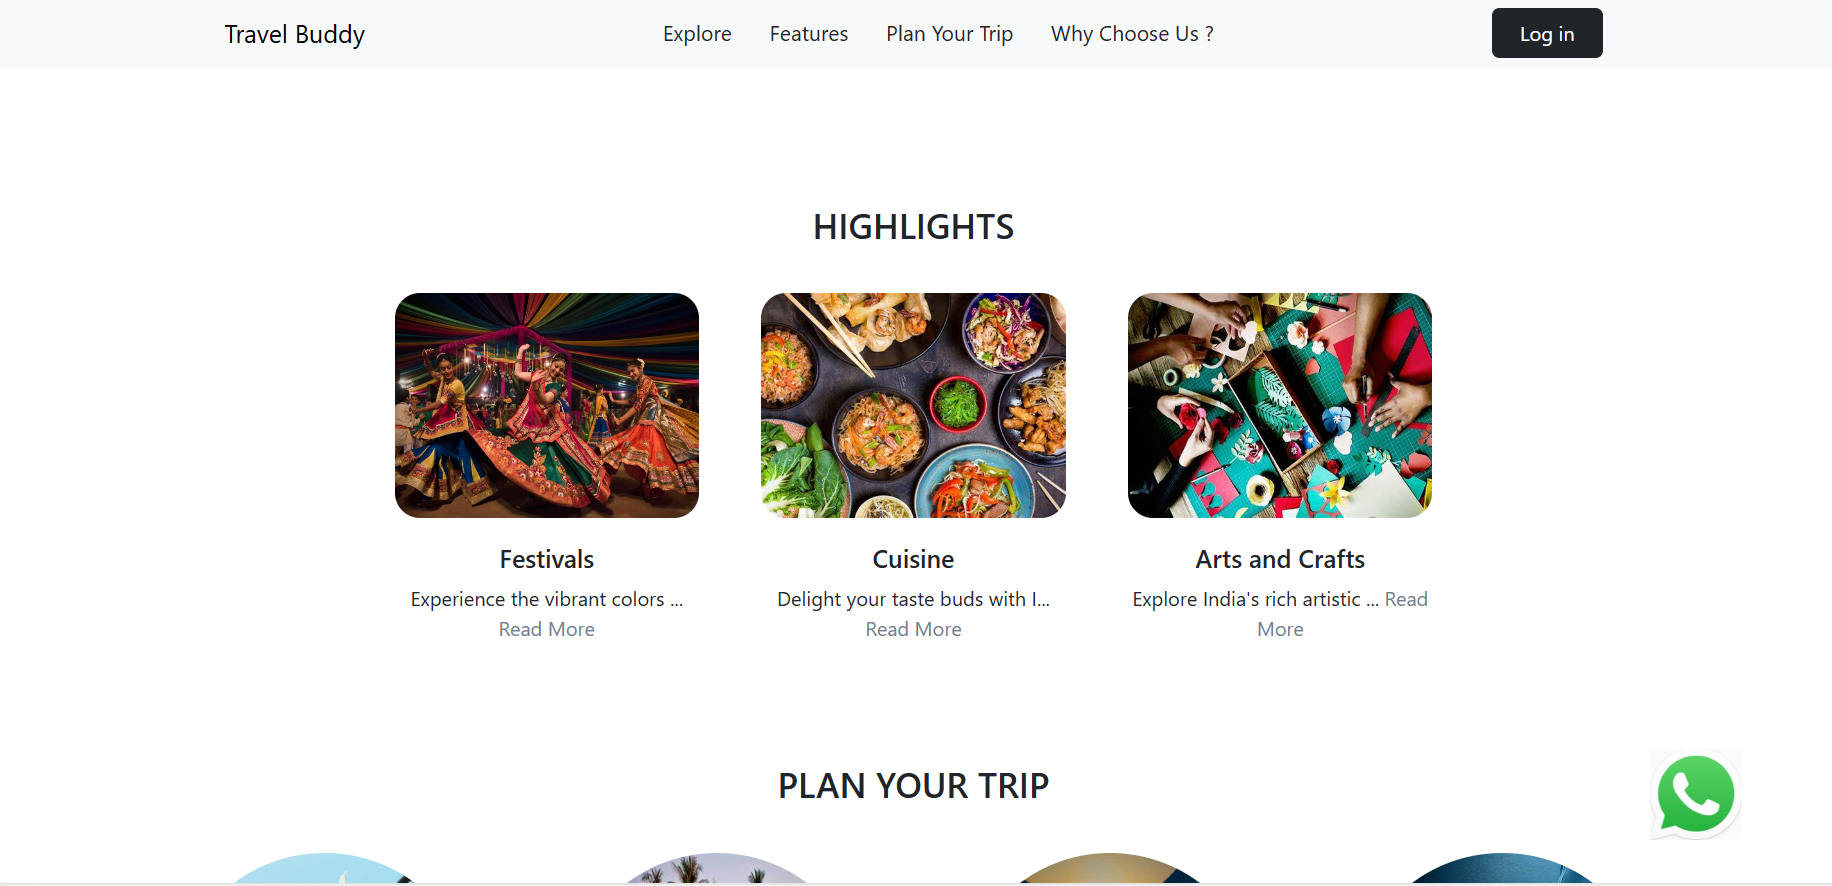 Travel Buddy
Explore
Features
Plan Your Trip
Why Choose Us ?
Log in
HIGHLIGHTS
Festivals
Experience the vibrant colors ...
Read More
Cuisine
Delight your taste buds with I...
Read More
Arts and Crafts
Explore India's rich artistic ... Read
More
PLAN YOUR TRIP